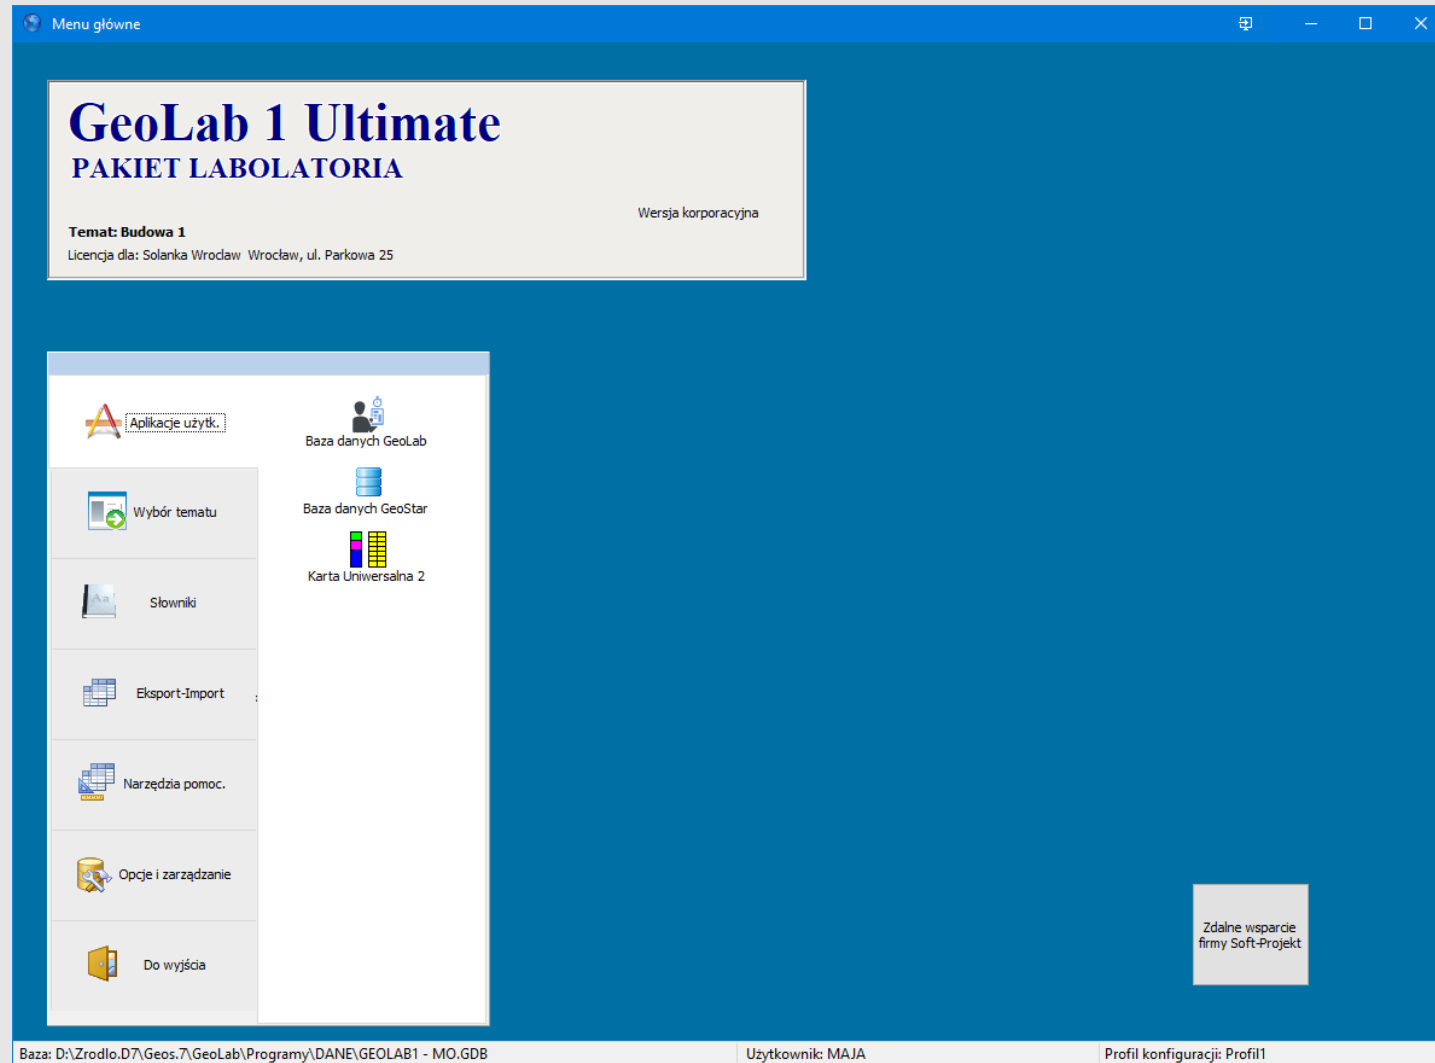 Menu główne
GeoLab 1 Ultimate
PAKIET LABOLATORIA
Wersja korporacyjna
Temat: Budowa 1
Licencja dla: Solanka Wrodaw Wrocław, ul. Parkowa 25
Aplikacje użytk.
Baza danych GeoLab
Baza danych GeoStar
Karta Uniwersalna 2
Wybór tematu
Słowniki
Eksport-Import
Narzędzia pomoc.
Opcje i zarządzanie
Do wyjścia
Zdalne wsparcie
firmy Soft-Projekt
Baza: D:\Zrodlo.D7\Geos.7\GeoLab\Programy\DANE\GEOLAB1 - MO.GDB
Użytkownik: MAJA
Profil konfiguracji: Profil1